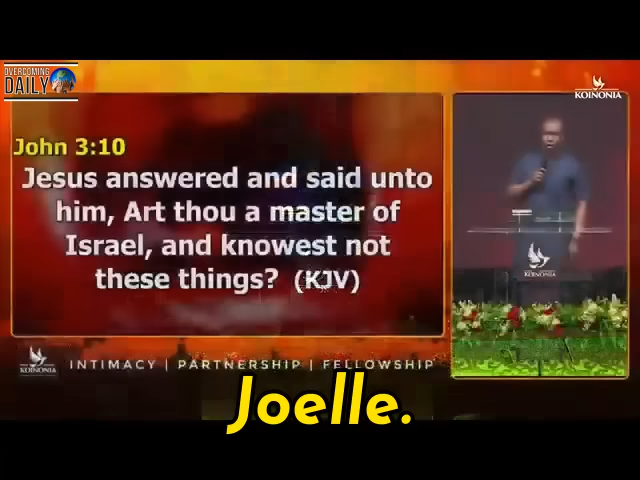 OVERCOMING
DAILY
KOINONIA
John 3:10
Jesus answered and said unto
him, Art thou a master of
Israel, and knowest not
these things? (KJV)
KOINONIA
KOINONIA
INTIMACY | PARTNERSHIP | FELLOWSHIP
Joelle.